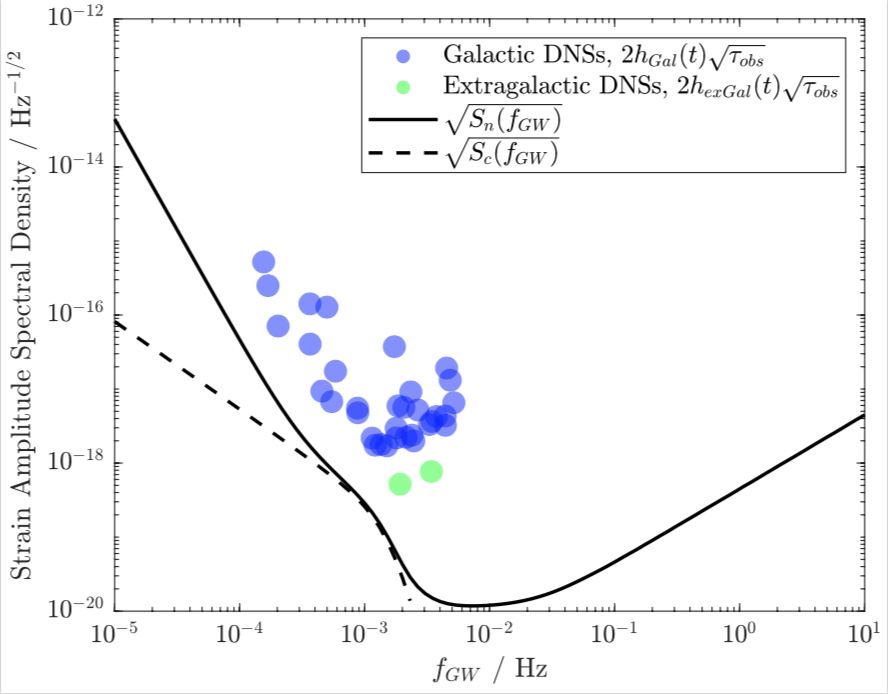 Galactic DNSs, $2h_{Gal}(t)\sqrt{\tau_{obs}}$
Extragalactic DNSs, $2h_{exGal}(t)\sqrt{\tau_{obs}}$
$\sqrt{S_n(f_{GW})}$
$\sqrt{S_c(f_{GW})}$
Strain Amplitude Spectral Density / Hz$^{-1/2}$
$10^{-12}$
$10^{-14}$
$10^{-16}$
$10^{-18}$
$10^{-20}$
$10^{-5}$ $10^{-4}$ $10^{-3}$ $10^{-2}$ $10^{-1}$ $10^{0}$ $10^{1}$
$f_{GW}$ / Hz